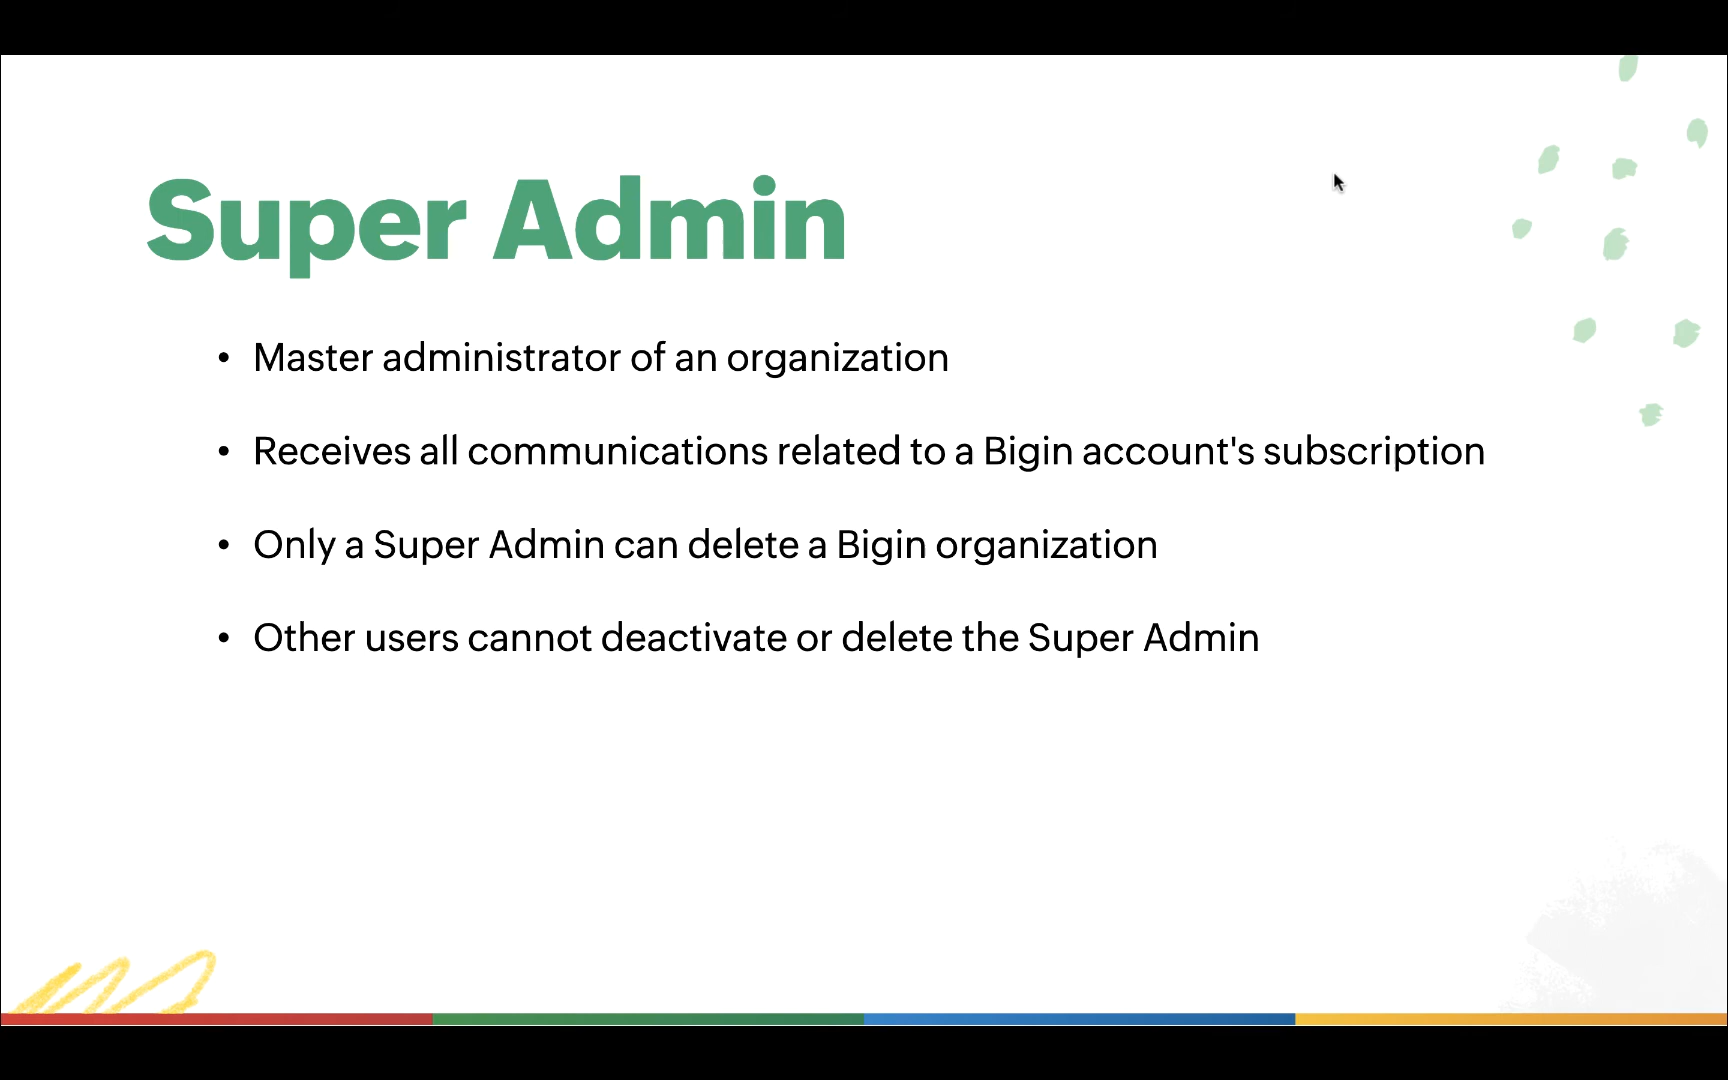 Super Admin
• Master administrator of an organization
• Receives all communications related to a Bigin account's subscription
• Only a Super Admin can delete a Bigin organization
• Other users cannot deactivate or delete the Super Admin